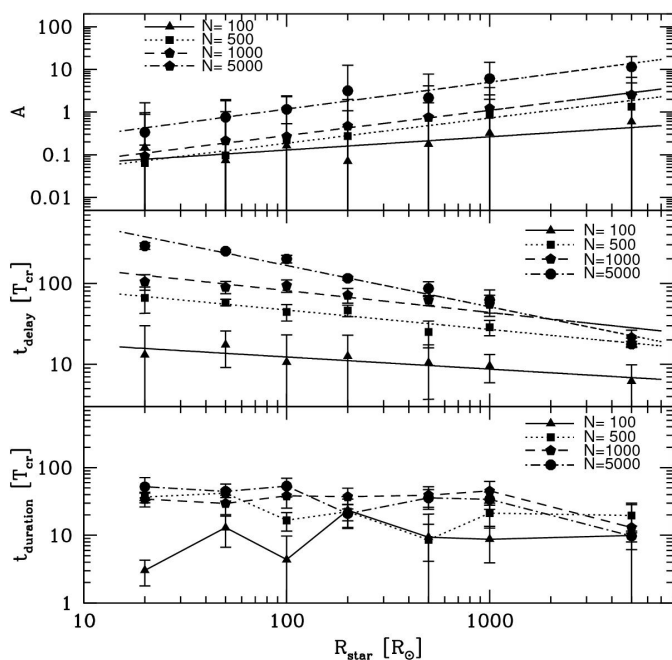 100
10
1
0.1
0.01
A
N= 100
N= 500
N= 1000
N= 5000
100
10
t_delay [T_cr]
N= 100
N= 500
N=1000
N=5000
100
10
1
t_duration [T_cr]
N= 100
N= 500
N=1000
N=5000
10
100
1000
R_star [R_⊙]